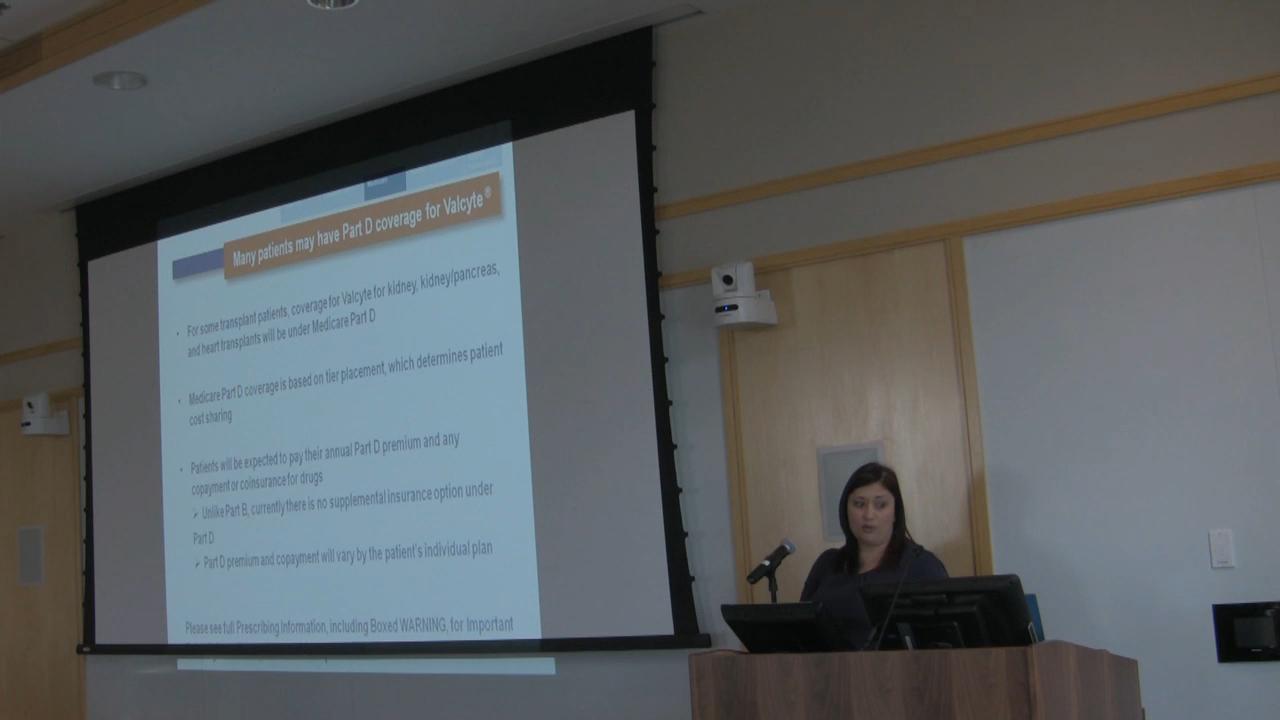 Many patients may have Part D coverage for Valcyte®
• For some transplant patients, coverage for Valcyte for kidney, kidney/pancreas,
and heart transplants will be under Medicare Part D
• Medicare Part D coverage is based on tier placement, which determines patient
cost sharing
• Patients will be expected to pay their annual Part D premium and any
copayment or coinsurance for drugs
➢ Unlike Part B, currently there is no supplemental insurance option under
Part D
➢ Part D premium and copayment will vary by the patient's individual plan
Please see full Prescribing Information, including Boxed WARNING, for Important